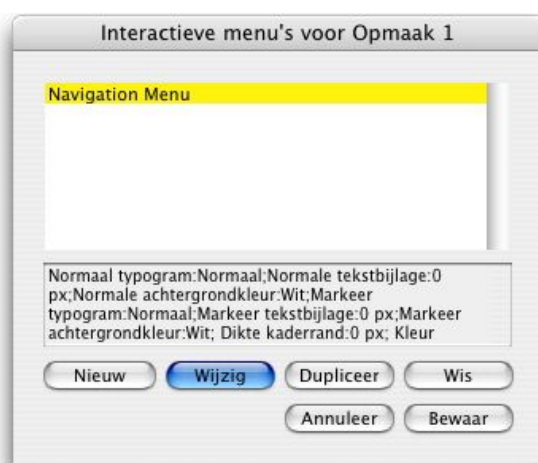 Interactieve menu's voor Opmaak 1
Navigation Menu
Normaal typogram:Normaal;Normale tekstbijlage:0
px;Normale achtergrondkleur:Wit;Markeer
typogram:Normaal;Markeer tekstbijlage:0 px;Markeer
achtergrondkleur:Wit; Dikte kaderrand:0 px; Kleur
Nieuw Wijzig Dupliceer Wis
Annuleer Bewaar